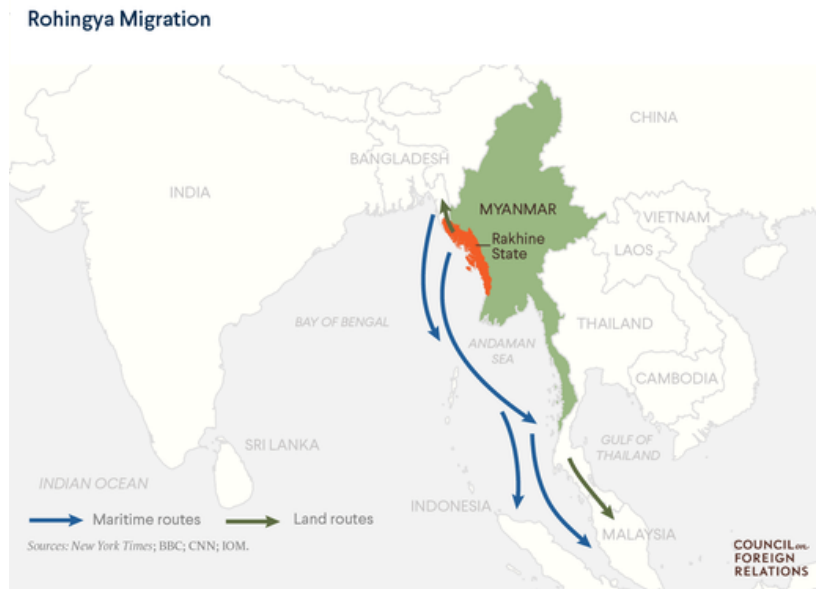 Rohingya Migration
CHINA
BANGLADESH
INDIA
MYANMAR
VIETNAM
Rakhine
State
LAOS
BAY OF BENGAL
THAILAND
ANDAMAN
SEA
CAMBODIA
SRI LANKA
GULF OF
THAILAND
INDIAN OCEAN
INDONESIA
Maritime routes
Land routes
MALAYSIA
Sources: New York Times; BBC; CNN; IOM.
COUNCIL on
FOREIGN
RELATIONS